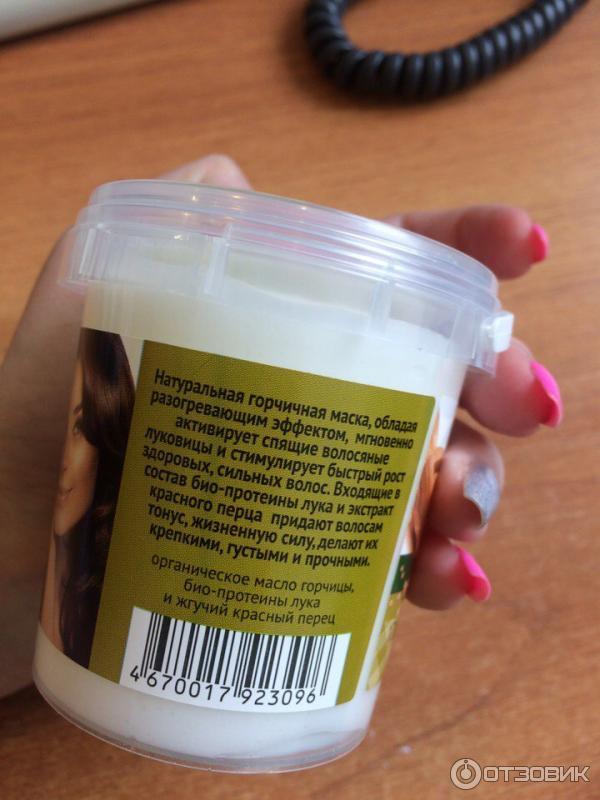 Натуральная горчичная маска, обладая
разогревающим эффектом, мгновенно
активирует спящие волосяные
луковицы и стимулирует быстрый рост
здоровых, сильных волос. Входящие в
состав био-протеины лука и экстракт
красного перца придают волосам
тонус, жизненную силу, делают их
крепкими, густыми и прочными.
органическое масло горчицы,
био-протеины лука
и жгучий красный перец
4 670017 923096
ОТЗОВИК